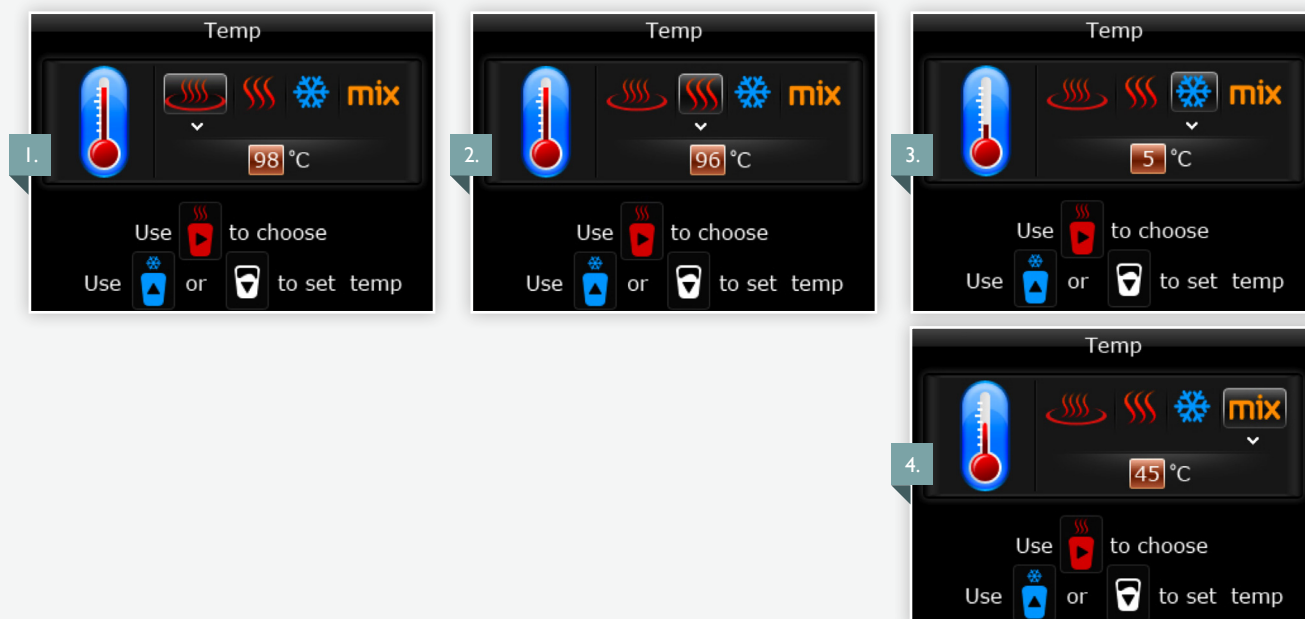 1.
Temp
mix
98 °C
Use to choose
Use or to set temp
2.
Temp
mix
96 °C
Use to choose
Use or to set temp
3.
Temp
mix
5 °C
Use to choose
Use or to set temp
4.
Temp
mix
45 °C
Use to choose
Use or to set temp